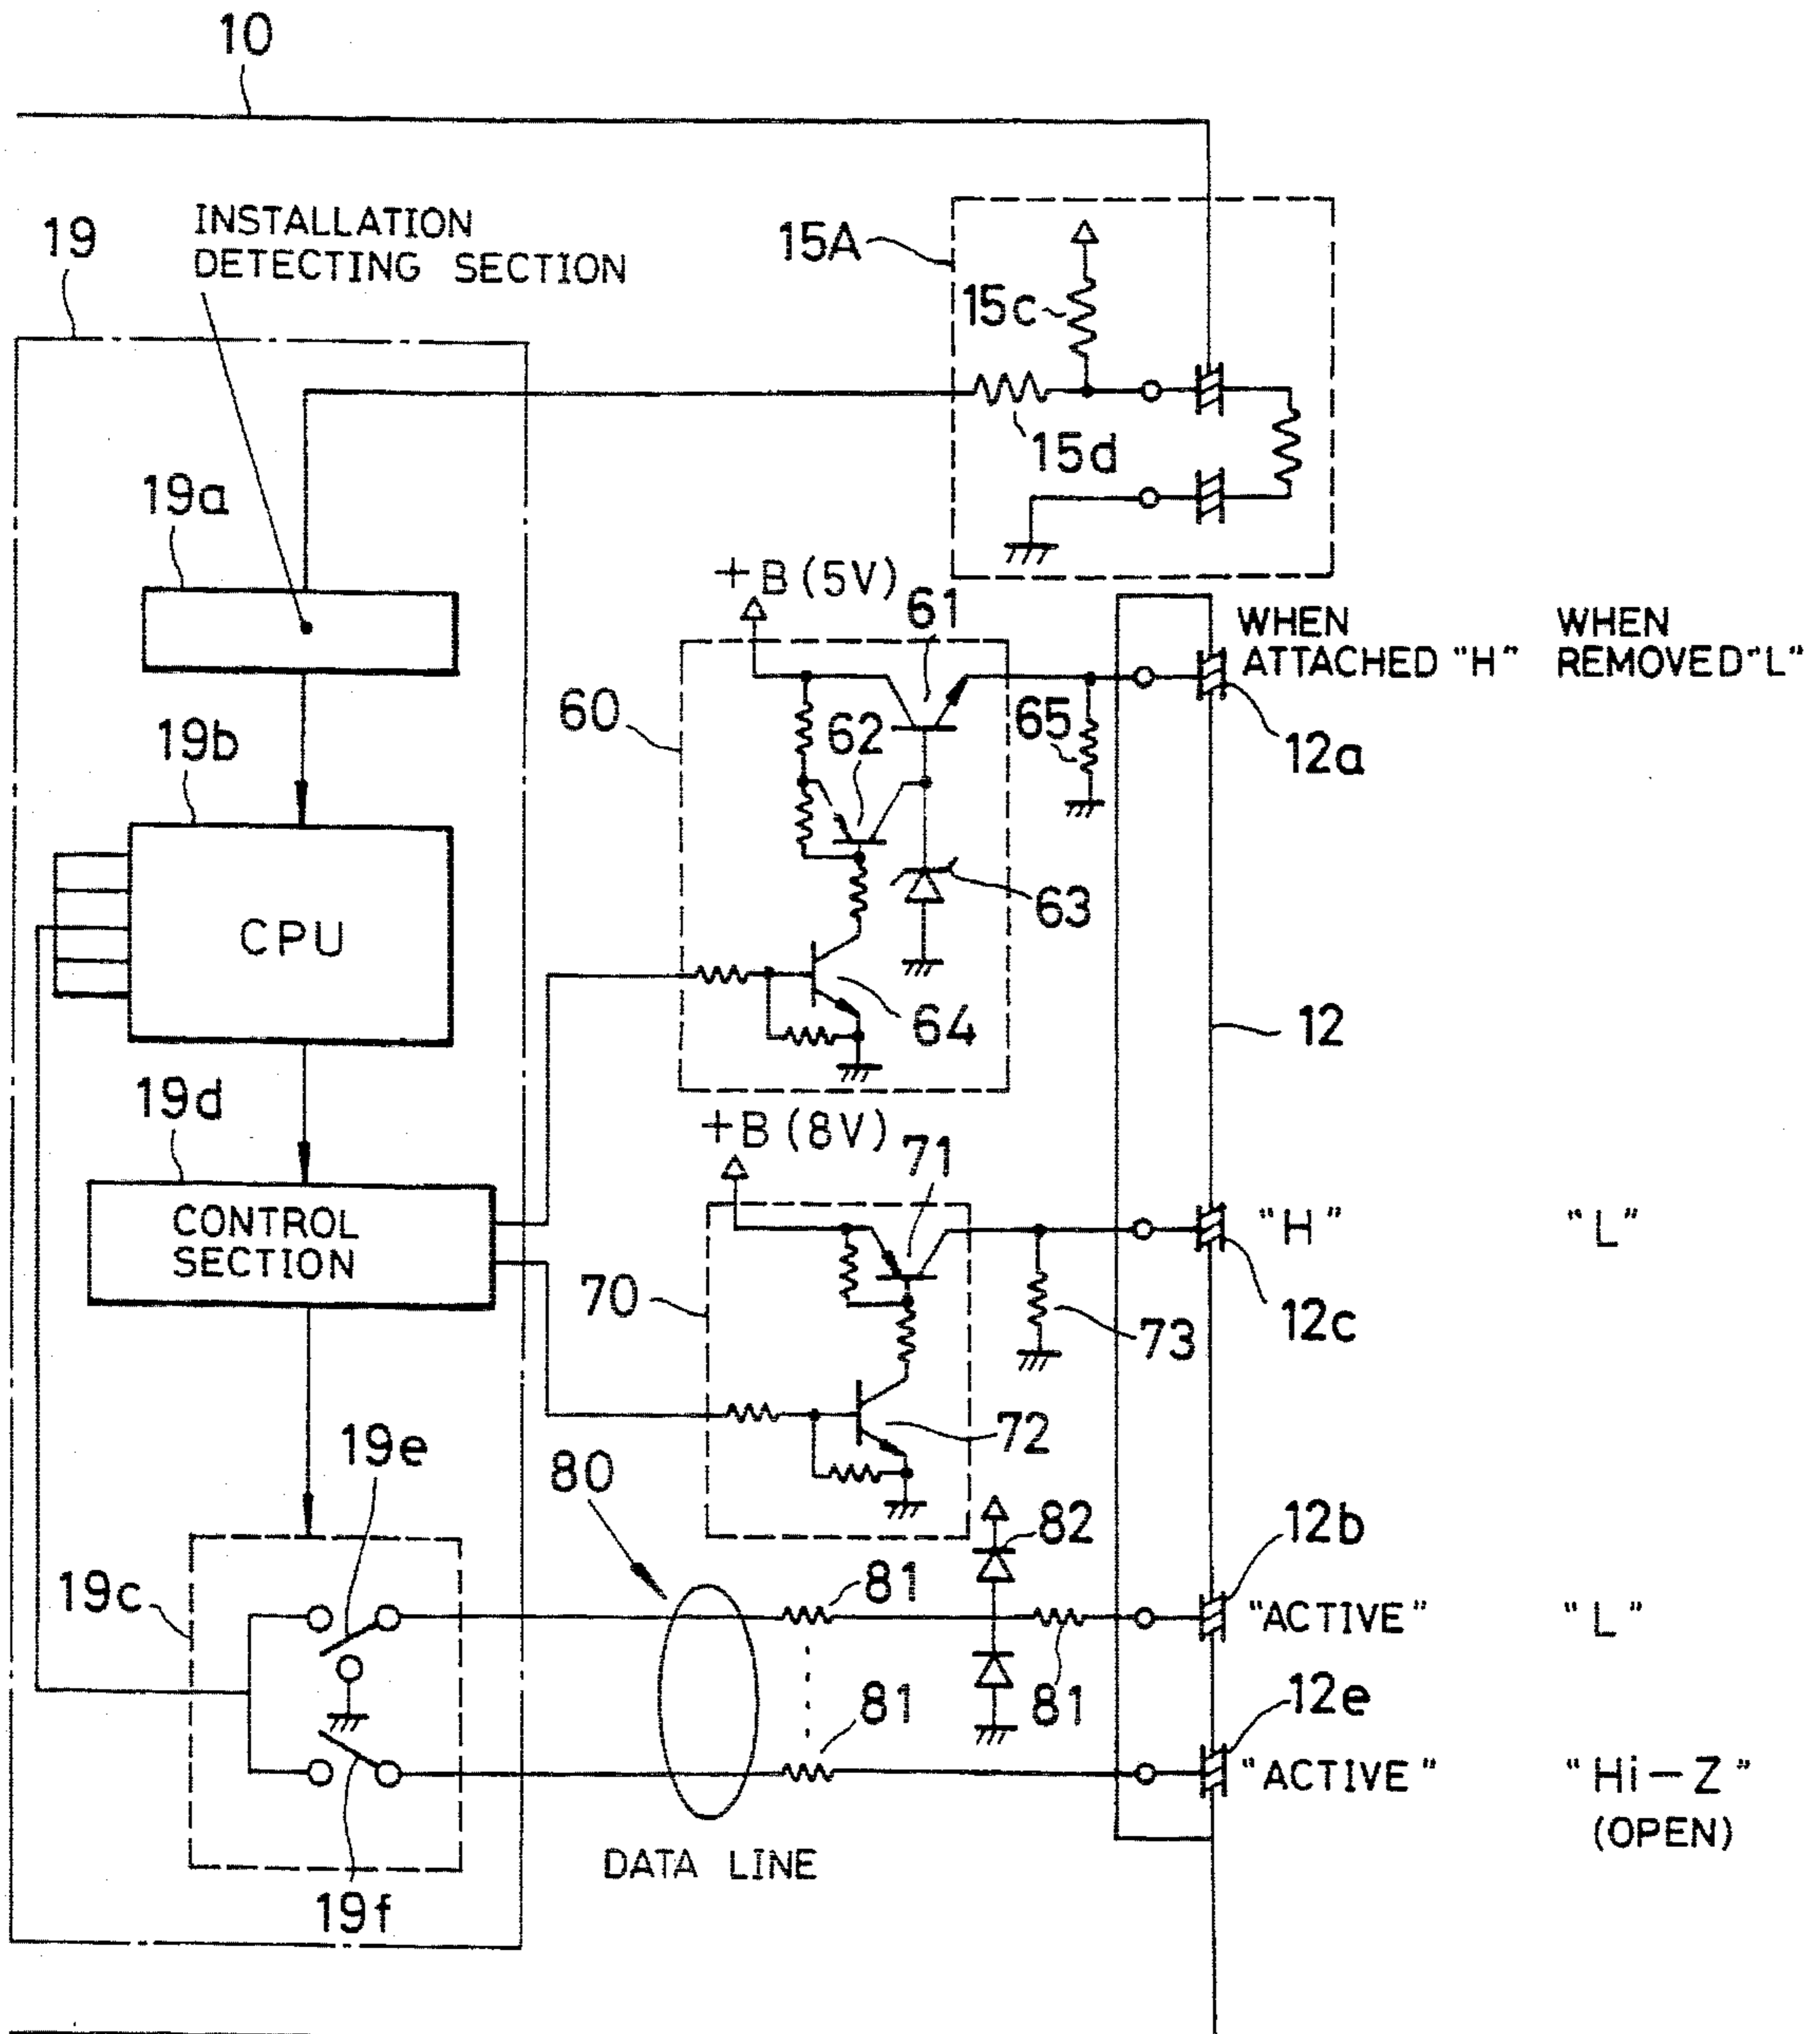 10
INSTALLATION
DETECTING SECTION
19
15A
15c
15d
19a
+B (5V)
61
WHEN ATTACHED "H"
WHEN REMOVED "L"
60
62
65
12a
19b
63
CPU
64
12
19d
+B (8V)
71
CONTROL
SECTION
"H"
"L"
70
73
12c
72
19e
80
82
12b
19c
81
"ACTIVE"
"L"
81
81
12e
"ACTIVE"
"Hi-Z"
(OPEN)
DATA LINE
19f